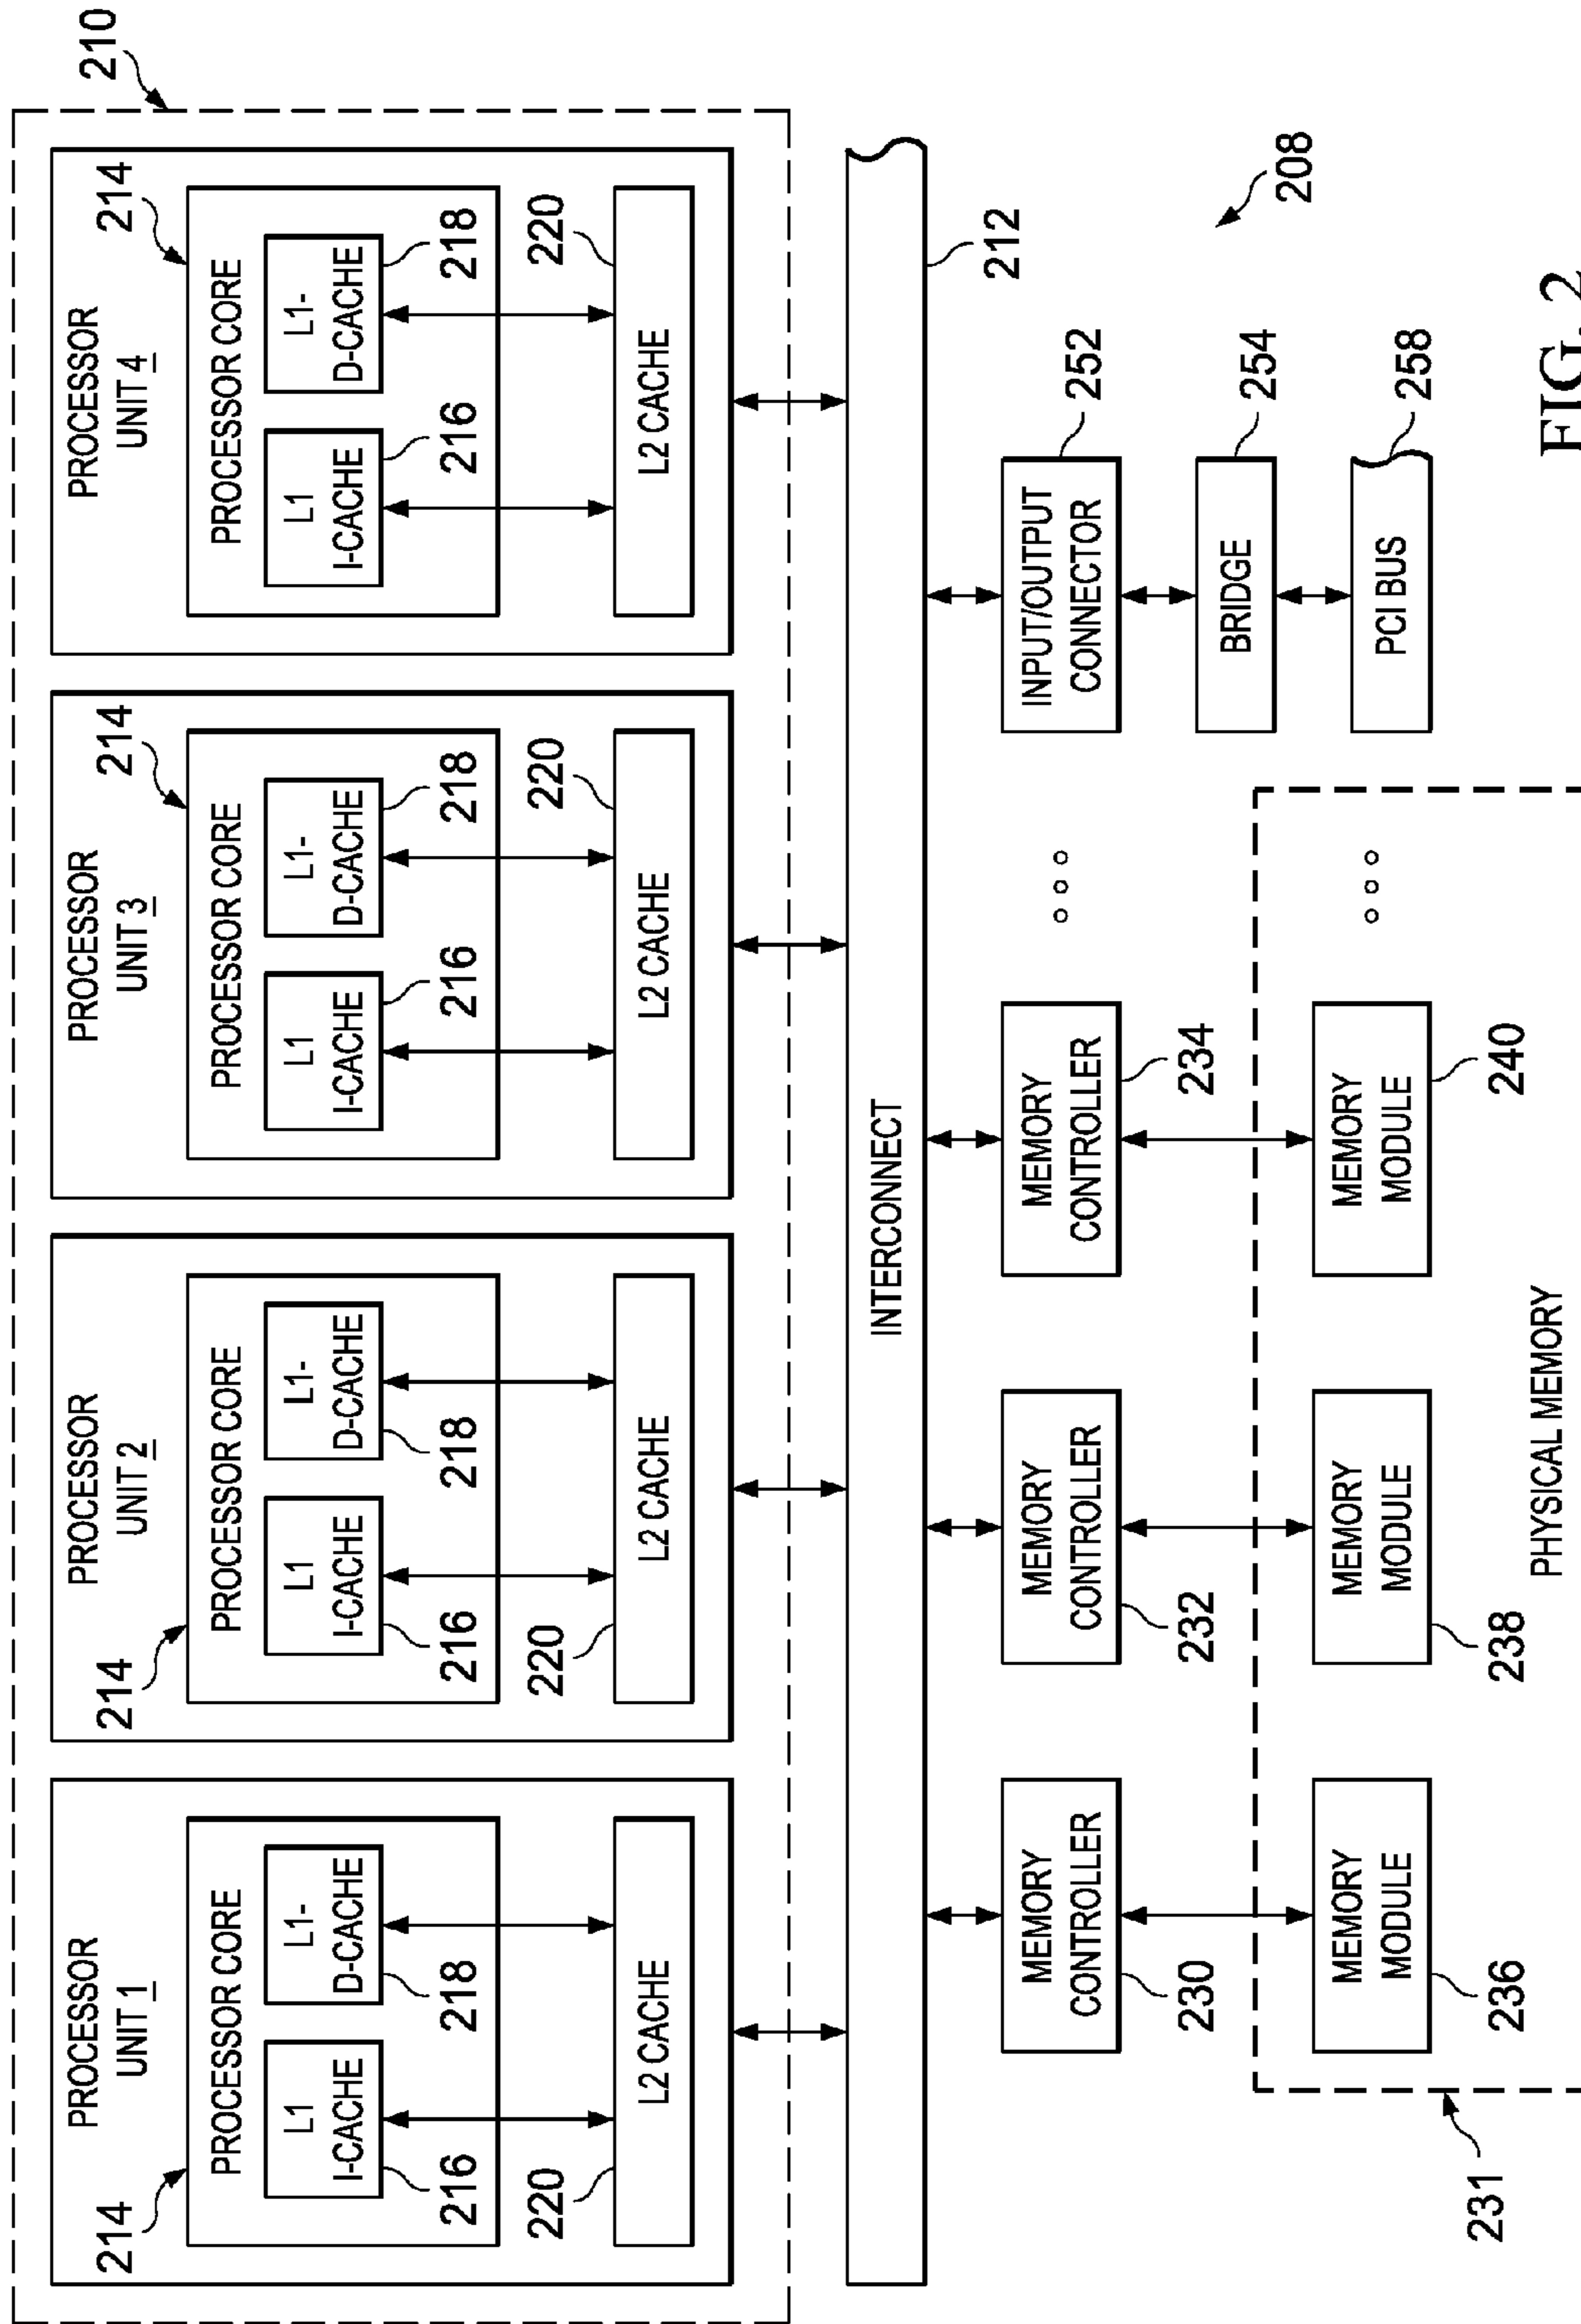 210
PROCESSOR
UNIT 1
214
PROCESSOR CORE
L1
I-CACHE
216
L1-
D-CACHE
218
220
L2 CACHE
PROCESSOR
UNIT 2
214
PROCESSOR CORE
L1
I-CACHE
216
L1-
D-CACHE
218
220
L2 CACHE
PROCESSOR
UNIT 3
214
PROCESSOR CORE
L1
I-CACHE
216
L1-
D-CACHE
218
220
L2 CACHE
PROCESSOR
UNIT 4
214
PROCESSOR CORE
L1
I-CACHE
216
L1-
D-CACHE
218
220
L2 CACHE
INTERCONNECT
212
MEMORY
CONTROLLER
230
MEMORY
CONTROLLER
232
MEMORY
CONTROLLER
234
INPUT/OUTPUT
CONNECTOR
252
208
BRIDGE
254
231
MEMORY
MODULE
236
MEMORY
MODULE
238
MEMORY
MODULE
240
PCI BUS
258
PHYSICAL MEMORY
FIG. 2